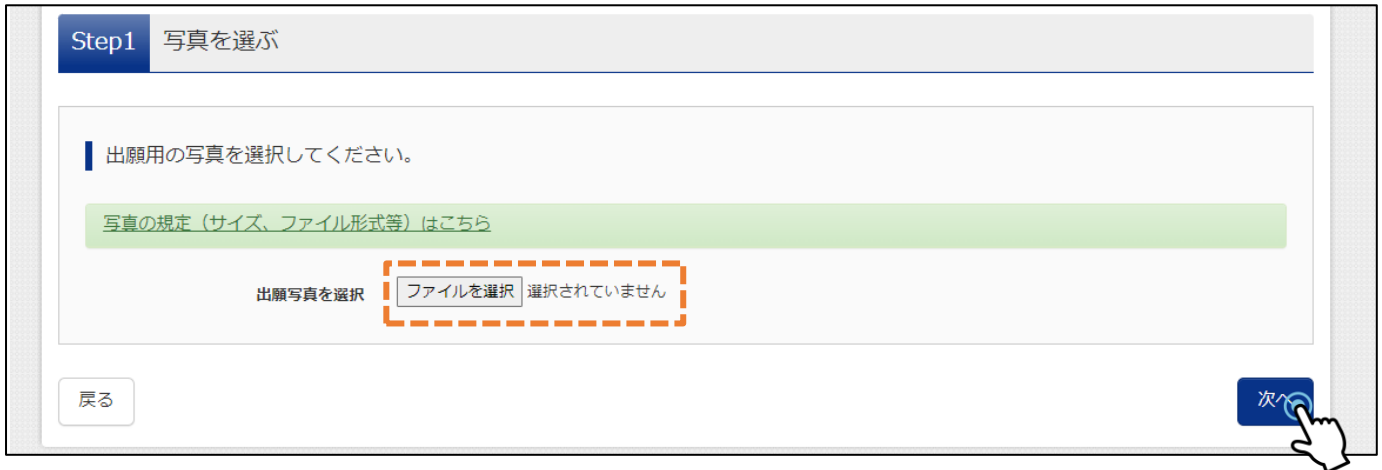 Step1 写真を選ぶ
出願用の写真を選択してください。
写真の規定（サイズ、ファイル形式等）はこちら
出願写真を選択 ファイルを選択 選択されていません
戻る 次へ